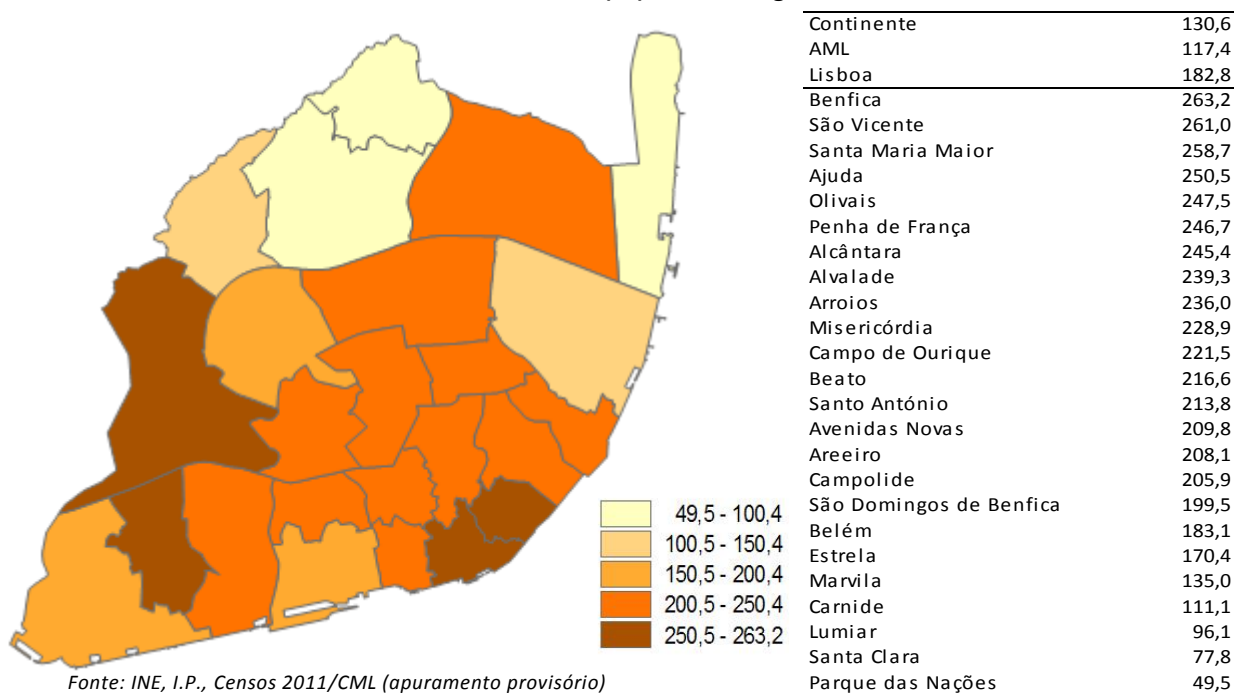 Continente 130,6
AML 117,4
Lisboa 182,8
Benfica 263,2
São Vicente 261,0
Santa Maria Maior 258,7
Ajuda 250,5
Olivais 247,5
Penha de França 246,7
Alcântara 245,4
Alvalade 239,3
Arroios 236,0
Misericórdia 228,9
Campo de Ourique 221,5
Beato 216,6
Santo António 213,8
Avenidas Novas 209,8
Areeiro 208,1
Campolide 205,9
São Domingos de Benfica 199,5
Belém 183,1
Estrela 170,4
Marvila 135,0
Carnide 111,1
Lumiar 96,1
Santa Clara 77,8
Parque das Nações 49,5
49,5 - 100,4
100,5 - 150,4
150,5 - 200,4
200,5 - 250,4
250,5 - 263,2
Fonte: INE, I.P., Censos 2011/CML (apuramento provisório)